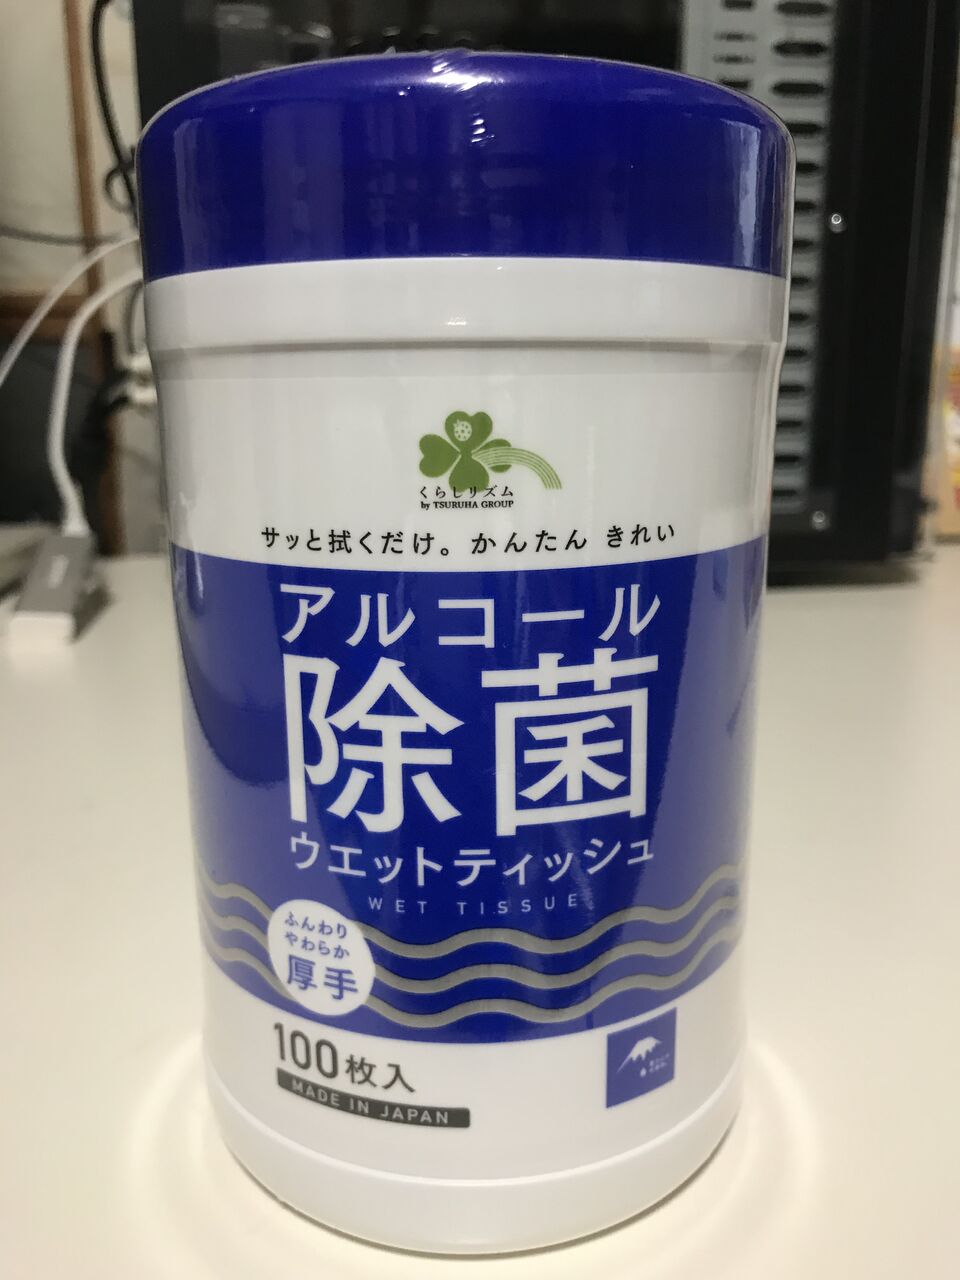 くらしリズム
by TSURUHA GROUP
サッと拭くだけ。かんたん きれい
アルコール
除菌
ウエットティッシュ
WET TISSUE
ふんわり
やわらか
厚手
100枚入
MADE IN JAPAN